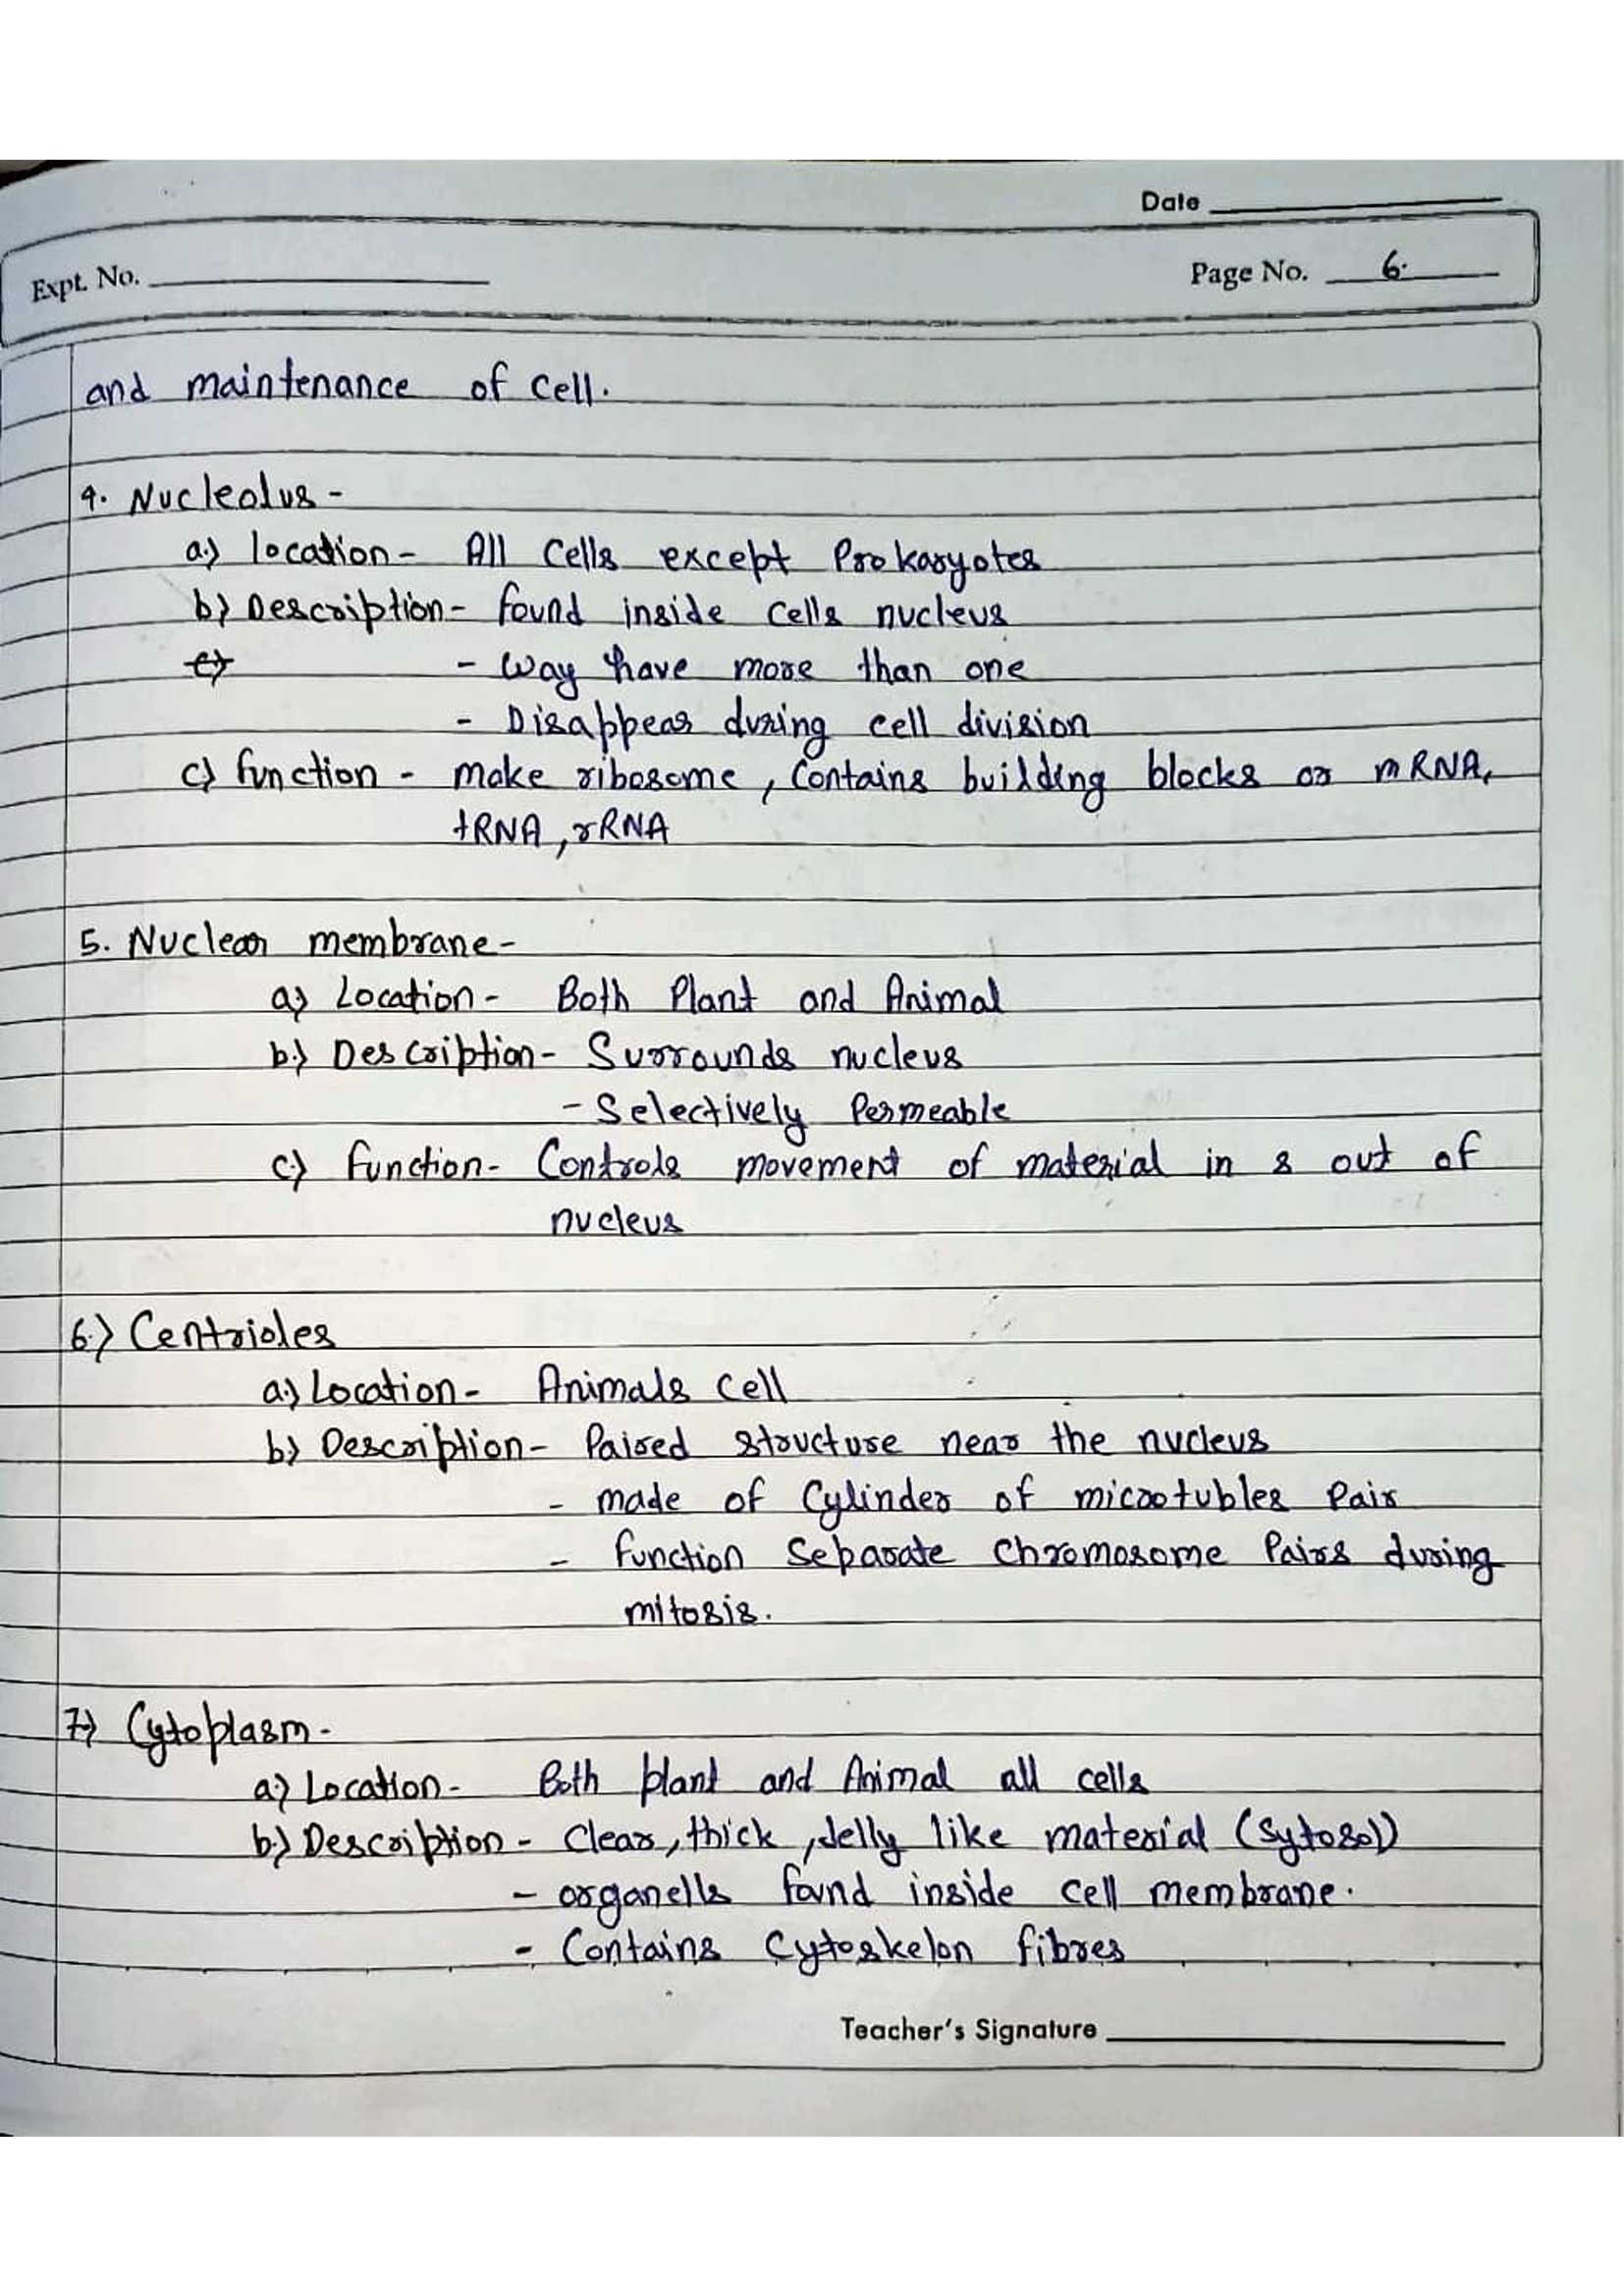 Date
Expt. No.
Page No. 6.
and maintenance of cell.
4. Nucleolus -
a.) location - All Cells except Prokaryotes
b) Description - found inside cells nucleus
c)
- Way have more than one
- Disappear during cell division
c) function - make ribosome, Contains building blocks or mRNA,
tRNA, rRNA
5. Nuclear membrane -
a) Location - Both Plant and Animal
b.) Description - Surrounds nucleus
- Selectively Permeable
c.) function - Controls movement of material in & out of
nucleus
6.) Centrioles
a.) Location - Animals cell
b) Description - Paired structure near the nucleus
- made of Cylinder of microtubles Pair
- function Separate Chromosome Pairs during
mitosis.
7.) Cytoplasm -
a.) Location - Both plant and Animal all cells
b.) Description - Clear, thick, Jelly like material (Sytosol)
- organells found inside cell membrane.
- Contains Cytoskelon fibres
Teacher's Signature